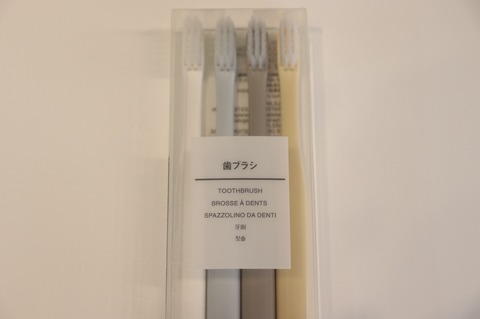 歯ブラシ
TOOTHBRUSH
BROSSE À DENTS
SPAZZOLINO DA DENTI
牙刷
칫솔